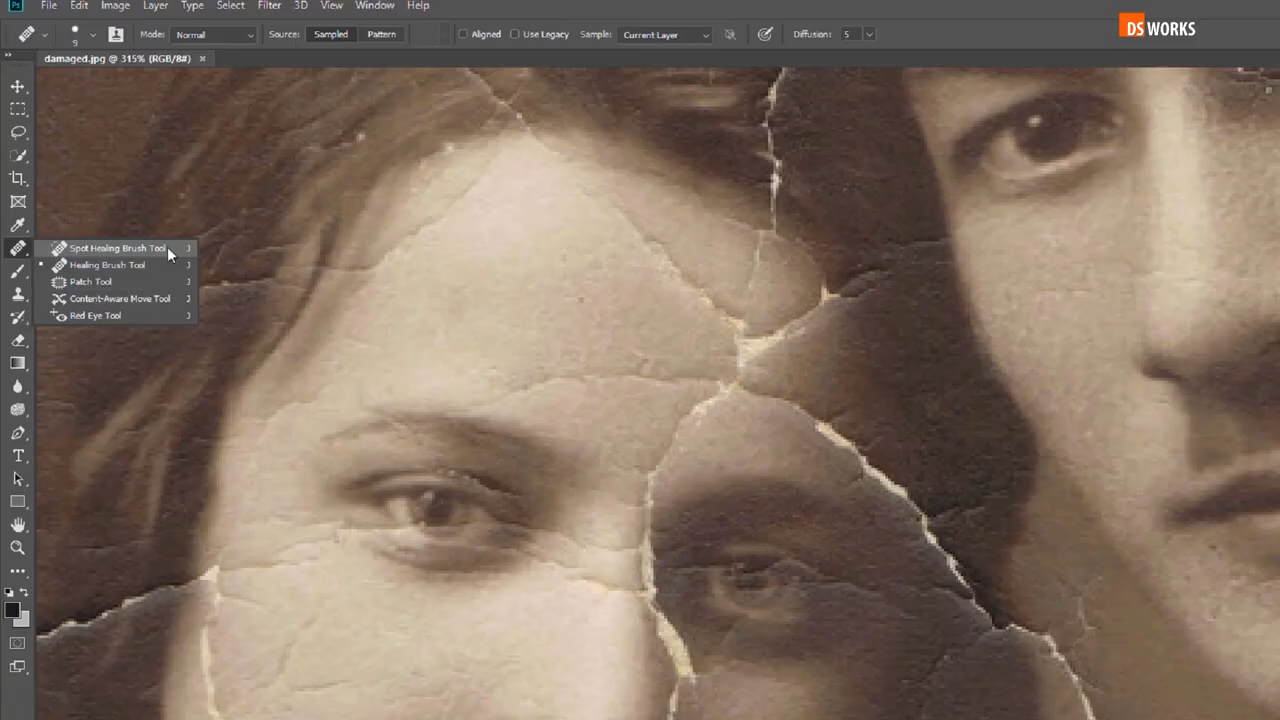 Ps File Edit Image Layer Type Select Filter 3D View Window Help
DS WORKS
9 Mode: Normal Source: Sampled Pattern Aligned Use Legacy Sample: Current Layer Diffusion: 5
damaged.jpg @ 315% (RGB/8#) ×
Spot Healing Brush Tool J
Healing Brush Tool J
Patch Tool J
Content-Aware Move Tool J
Red Eye Tool J
T